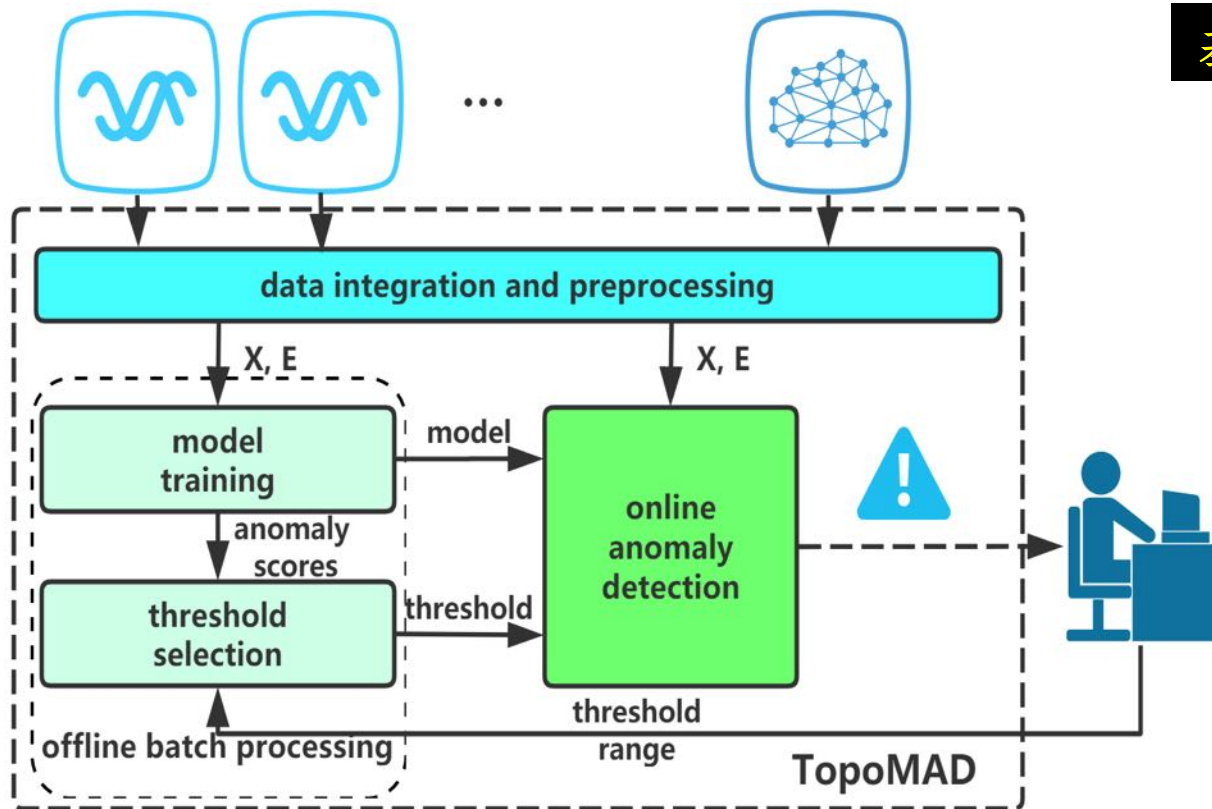 ...
data integration and preprocessing
X, E
X, E
model
training
model
anomaly
scores
online
anomaly
detection
threshold
selection
threshold
threshold
range
offline batch processing
TopoMAD